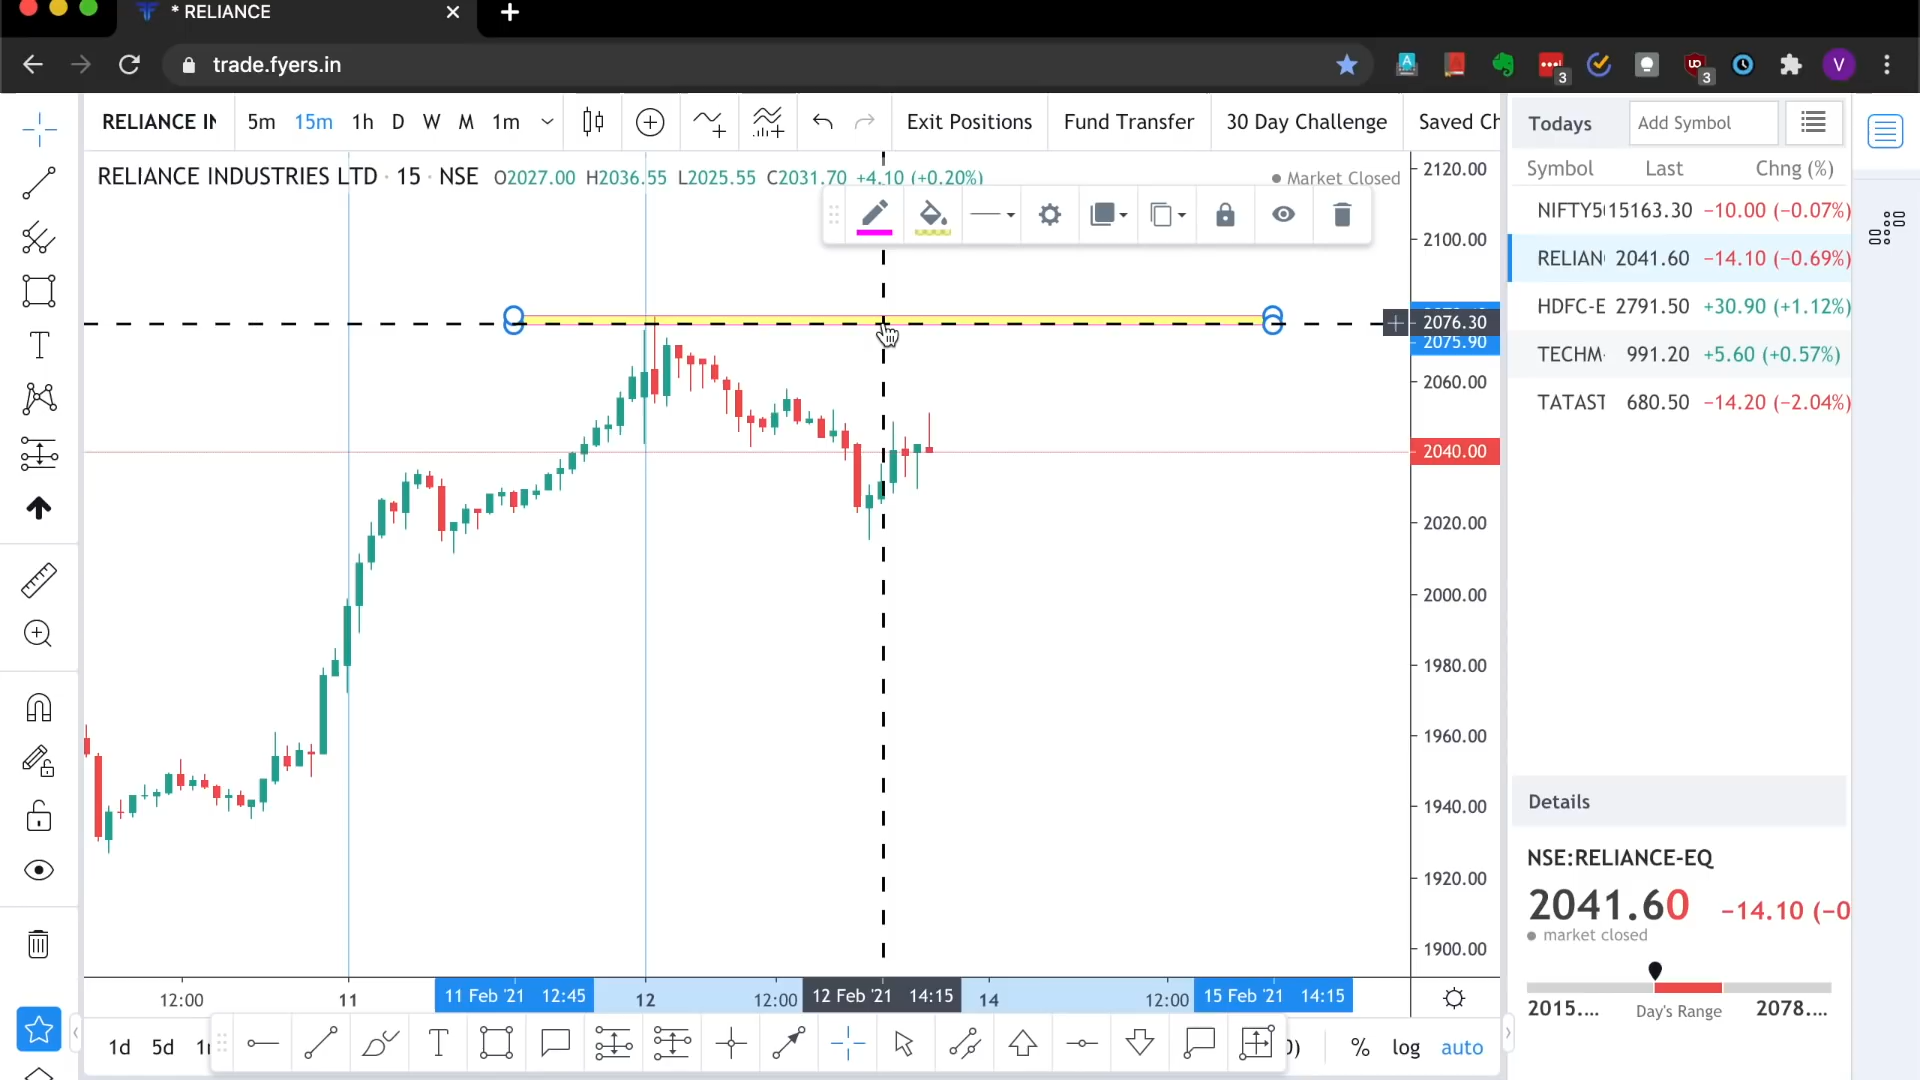 * RELIANCE
trade.fyers.in
3
3
V
RELIANCE IN
5m 15m 1h D W M 1m
Exit Positions
Fund Transfer
30 Day Challenge
Saved Ch
RELIANCE INDUSTRIES LTD · 15 · NSE O2027.00 H2036.55 L2025.55 C2031.70 +4.10 (+0.20%)
Market Closed
2120.00
2100.00
2076.30
2075.90
2060.00
2040.00
2020.00
2000.00
1980.00
1960.00
1940.00
1920.00
1900.00
12:00
11
11 Feb '21 12:45
12
12:00
12 Feb '21 14:15
14
12:00
15 Feb '21 14:15
1d 5d
% log auto
Todays
Add Symbol
Symbol Last Chng (%)
NIFTY5 15163.30 −10.00 (−0.07%)
RELIAN 2041.60 −14.10 (−0.69%)
HDFC-E 2791.50 +30.90 (+1.12%)
TECHM- 991.20 +5.60 (+0.57%)
TATAST 680.50 −14.20 (−2.04%)
Details
NSE:RELIANCE-EQ
2041.60 −14.10 (−0
market closed
2015.... Day's Range 2078....